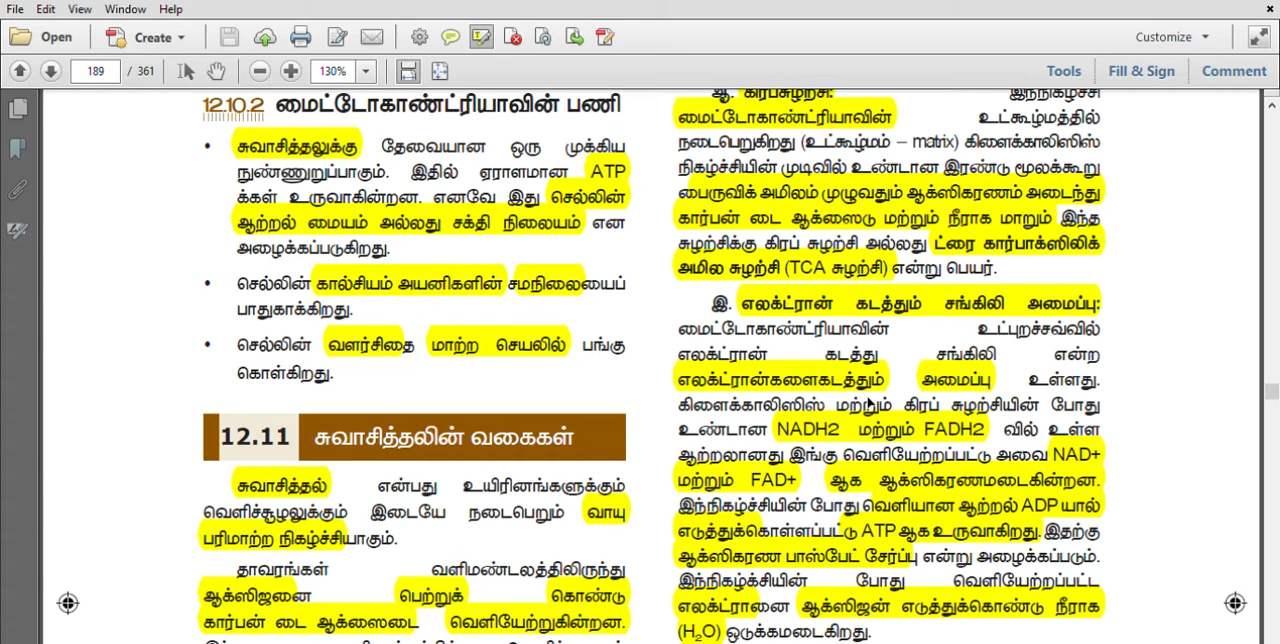 File Edit View Window Help
Open Create Customize
189 / 361 130% Tools Fill & Sign Comment
12.10.2 மைட்டோகாண்ட்ரியாவின் பணி
• சுவாசித்தலுக்கு தேவையான ஒரு முக்கிய
நுண்ணுறுப்பாகும். இதில் ஏராளமான ATP
க்கள் உருவாகின்றன. எனவே இது செல்லின்
ஆற்றல் மையம் அல்லது சக்தி நிலையம் என
அழைக்கப்படுகிறது.
• செல்லின் கால்சியம் அயனிகளின் சமநிலையைப்
பாதுகாக்கிறது.
• செல்லின் வளர்சிதை மாற்ற செயலில் பங்கு
கொள்கிறது.
12.11 சுவாசித்தலின் வகைகள்
சுவாசித்தல் என்பது உயிரினங்களுக்கும்
வெளிச்சூழலுக்கும் இடையே நடைபெறும் வாயு
பரிமாற்ற நிகழ்ச்சியாகும்.
தாவரங்கள் வளிமண்டலத்திலிருந்து
ஆக்ஸிஜனை பெற்றுக் கொண்டு
கார்பன் டை ஆக்ஸைடை வெளியேற்றுகின்றன.
ஆ. கிரப்சுழற்சி: இந்நிகழ்ச்சி
மைட்டோகாண்ட்ரியாவின் உட்கூழ்மத்தில்
நடைபெறுகிறது (உட்கூழ்மம் – matrix) கிளைக்காலிஸிஸ்
நிகழ்ச்சியின் முடிவில் உண்டான இரண்டு மூலக்கூறு
பைருவிக் அமிலம் முழுவதும் ஆக்ஸிகரணம் அடைந்து
கார்பன் டை ஆக்ஸைடு மற்றும் நீராக மாறும் இந்த
சுழற்சிக்கு கிரப் சுழற்சி அல்லது ட்ரை கார்பாக்ஸிலிக்
அமில சுழற்சி (TCA சுழற்சி) என்று பெயர்.
இ. எலக்ட்ரான் கடத்தும் சங்கிலி அமைப்பு:
மைட்டோகாண்ட்ரியாவின் உட்புறச்சவ்வில்
எலக்ட்ரான் கடத்து சங்கிலி என்ற
எலக்ட்ரான்களைகடத்தும் அமைப்பு உள்ளது.
கிளைக்காலிஸிஸ் மற்றும் கிரப் சுழற்சியின் போது
உண்டான NADH2 மற்றும் FADH2 வில் உள்ள
ஆற்றலானது இங்கு வெளியேற்றப்பட்டு அவை NAD+
மற்றும் FAD+ ஆக ஆக்ஸிகரணமடைகின்றன.
இந்நிகழ்ச்சியின் போது வெளியான ஆற்றல் ADP யால்
எடுத்துக்கொள்ளப்பட்டு ATP ஆக உருவாகிறது. இதற்கு
ஆக்ஸிகரண பாஸ்பேட் சேர்ப்பு என்று அழைக்கப்படும்.
இந்நிகழ்க்சியின் போது வெளியேற்றப்பட்ட
எலக்ட்ரானை ஆக்ஸிஜன் எடுத்துக்கொண்டு நீராக
(H₂O) ஒடுக்கமடைகிறது.